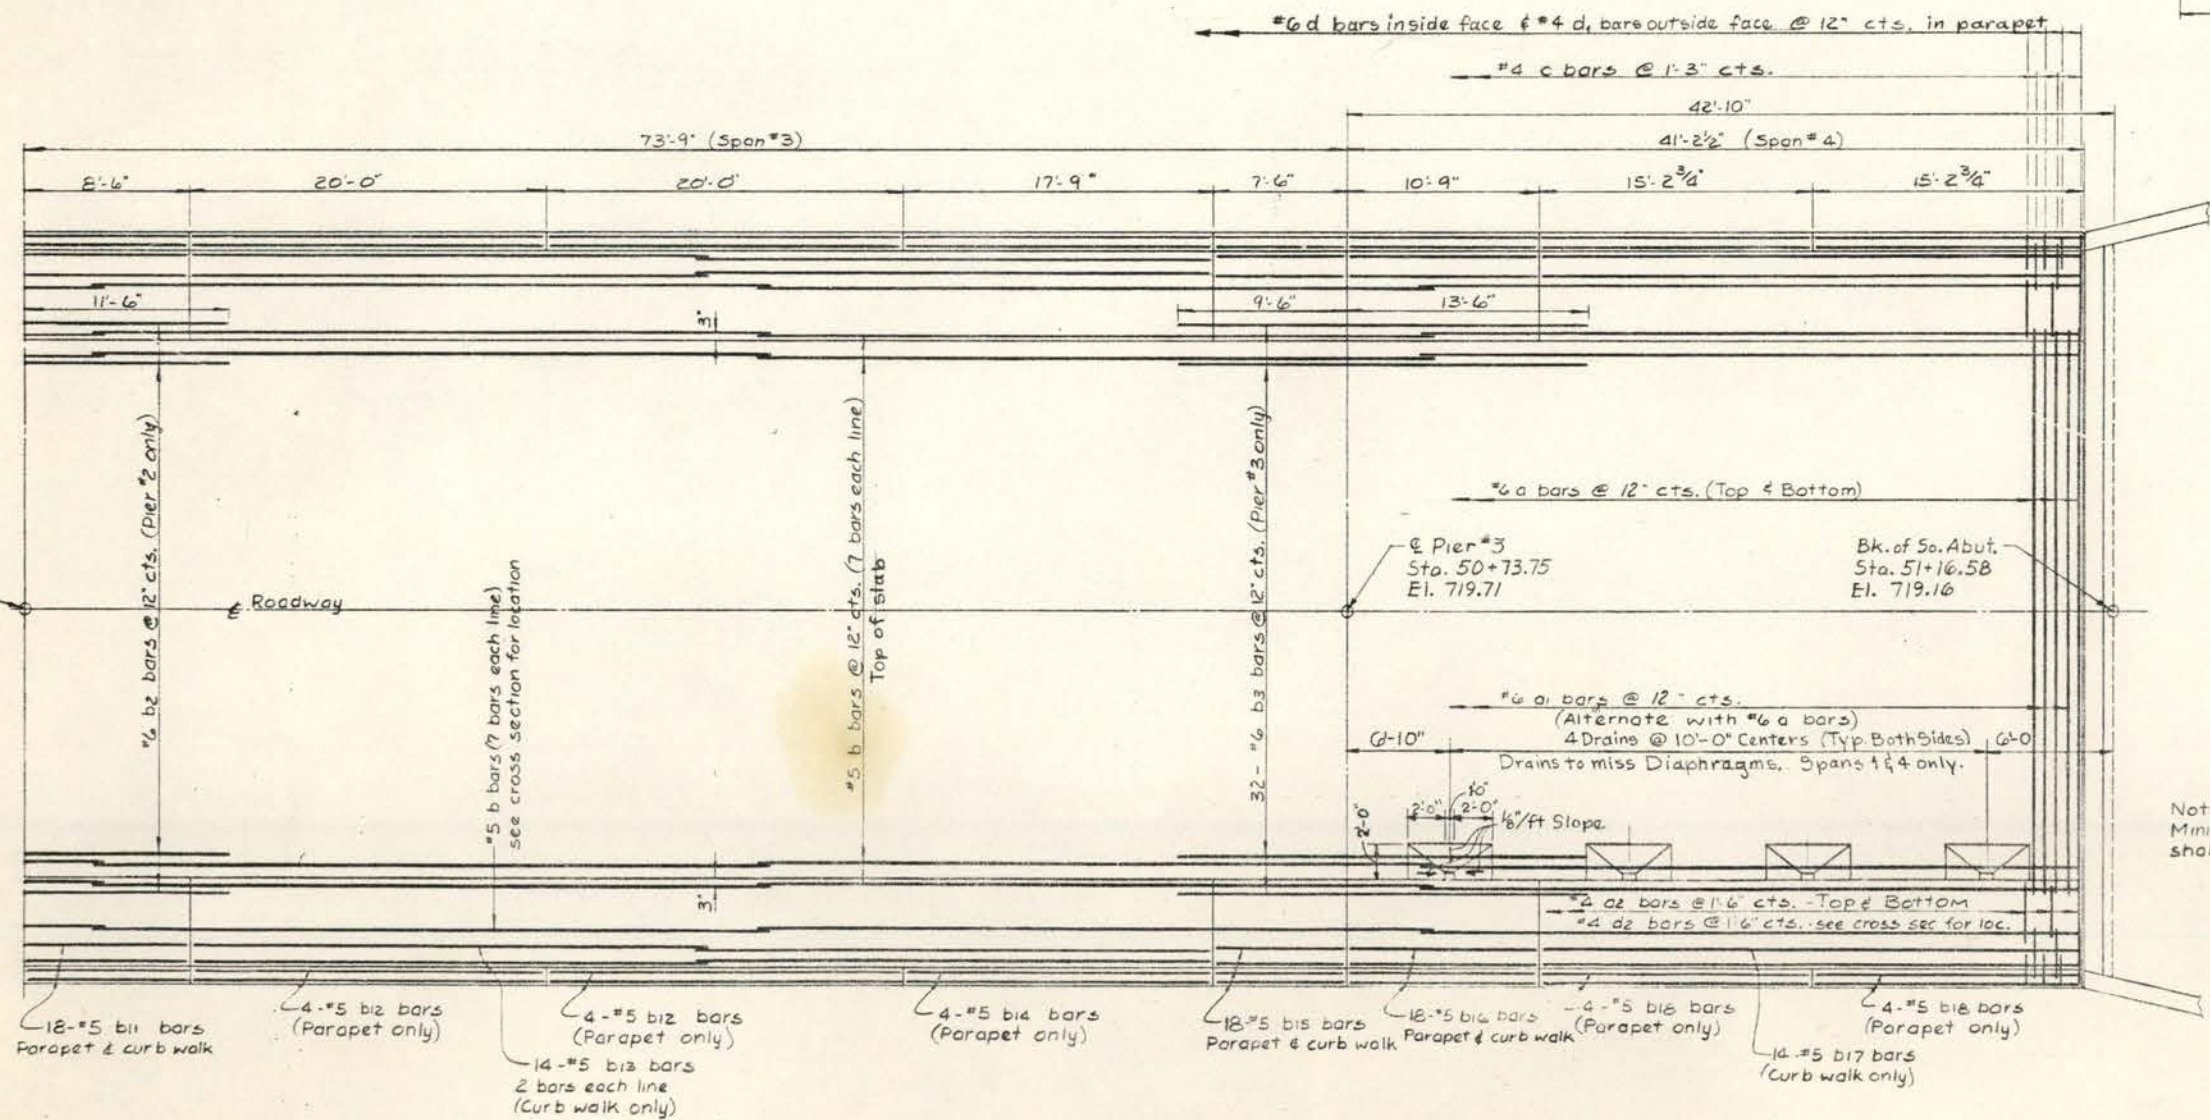 #6 d bars inside face & #4 d, bars outside face @ 12" cts. in parapet
#4 c bars @ 1'-3" cts.
42'-10"
73'-9" (Span #3)
41'-2½" (Span #4)
8'-6"
20'-0"
20'-0"
17'-9"
7'-6"
10'-9"
15'-2¾"
15'-2¾"
11'-6"
3"
9'-6"
13'-6"
#6 b2 bars @ 12" cts. (Pier #2 only)
#5 b bars (7 bars each line)
see cross section for location
#5 b bars @ 12" cts. (7 bars each line)
Top of slab
32 - #6 b3 bars @ 12" cts. (Pier #3 only)
#6 a bars @ 12" cts. (Top & Bottom)
℄ Pier #3
Sta. 50+73.75
El. 719.71
Bk. of So. Abut.
Sta. 51+16.58
El. 719.16
℄ Roadway
#6 a1 bars @ 12" cts.
(Alternate with #6 a bars)
6'-10"
4 Drains @ 10'-0" Centers (Typ. Both Sides)
6'-0
Drains to miss Diaphragms. Spans 1 & 4 only.
2'-0"
2'-0"
2'-0"
⅛"/ft Slope
Not
Mini
shal
3"
#4 a2 bars @ 1'-6" cts. - Top & Bottom
#4 d2 bars @ 1'-6" cts. see cross sec for loc.
18-#5 b11 bars
Parapet & curb walk
4-#5 b12 bars
(Parapet only)
4-#5 b12 bars
(Parapet only)
14-#5 b13 bars
2 bars each line
(Curb walk only)
4-#5 b14 bars
(Parapet only)
18-#5 b15 bars
Parapet & curb walk
18-#5 b16 bars
Parapet & curb walk
4-#5 b18 bars
(Parapet only)
4-#5 b18 bars
(Parapet only)
14-#5 b17 bars
(Curb walk only)